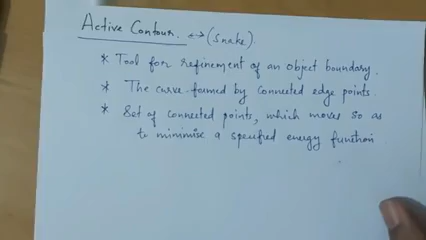 Active Contour. ↔ (Snake).
* Tool for refinement of an object boundary.
* The curve formed by connected edge points.
* Set of connected points, which moves so as
to minimise a specified energy function